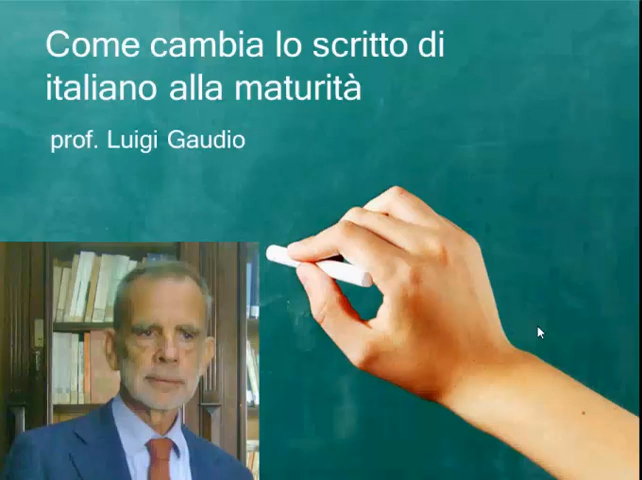 Come cambia lo scritto di
italiano alla maturità
prof. Luigi Gaudio